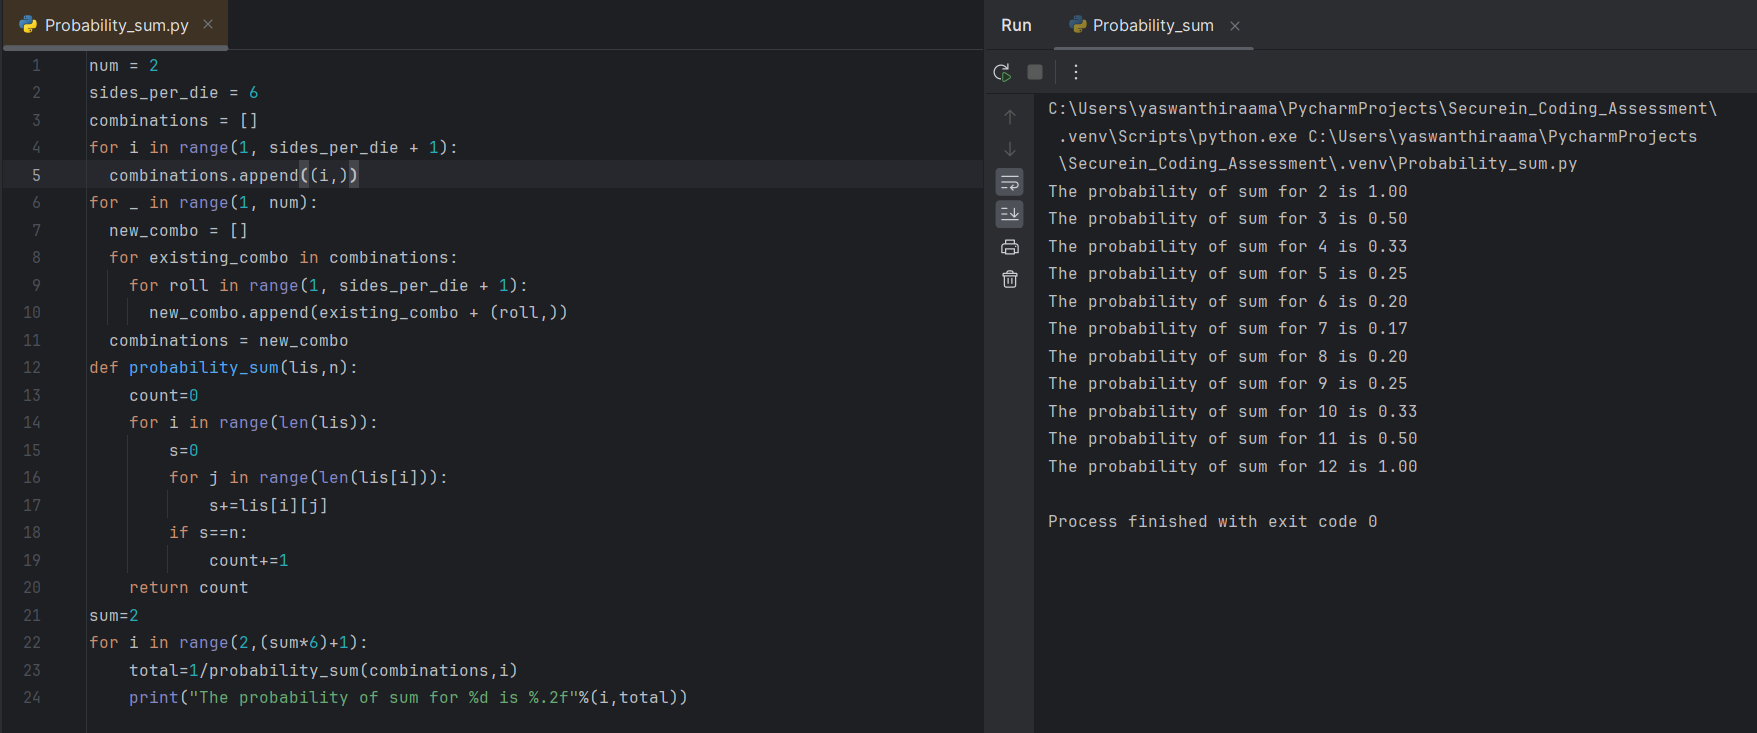 Probability_sum.py
1 num = 2
2 sides_per_die = 6
3 combinations = []
4 for i in range(1, sides_per_die + 1):
5   combinations.append((i,))
6 for _ in range(1, num):
7   new_combo = []
8   for existing_combo in combinations:
9     for roll in range(1, sides_per_die + 1):
10       new_combo.append(existing_combo + (roll,))
11   combinations = new_combo
12 def probability_sum(lis,n):
13     count=0
14     for i in range(len(lis)):
15         s=0
16         for j in range(len(lis[i])):
17             s+=lis[i][j]
18         if s==n:
19             count+=1
20     return count
21 sum=2
22 for i in range(2,(sum*6)+1):
23     total=1/probability_sum(combinations,i)
24     print("The probability of sum for %d is %.2f"%(i,total))
Run Probability_sum
C:\Users\yaswanthiraama\PycharmProjects\Securein_Coding_Assessment\
.venv\Scripts\python.exe C:\Users\yaswanthiraama\PycharmProjects
\Securein_Coding_Assessment\.venv\Probability_sum.py
The probability of sum for 2 is 1.00
The probability of sum for 3 is 0.50
The probability of sum for 4 is 0.33
The probability of sum for 5 is 0.25
The probability of sum for 6 is 0.20
The probability of sum for 7 is 0.17
The probability of sum for 8 is 0.20
The probability of sum for 9 is 0.25
The probability of sum for 10 is 0.33
The probability of sum for 11 is 0.50
The probability of sum for 12 is 1.00
Process finished with exit code 0